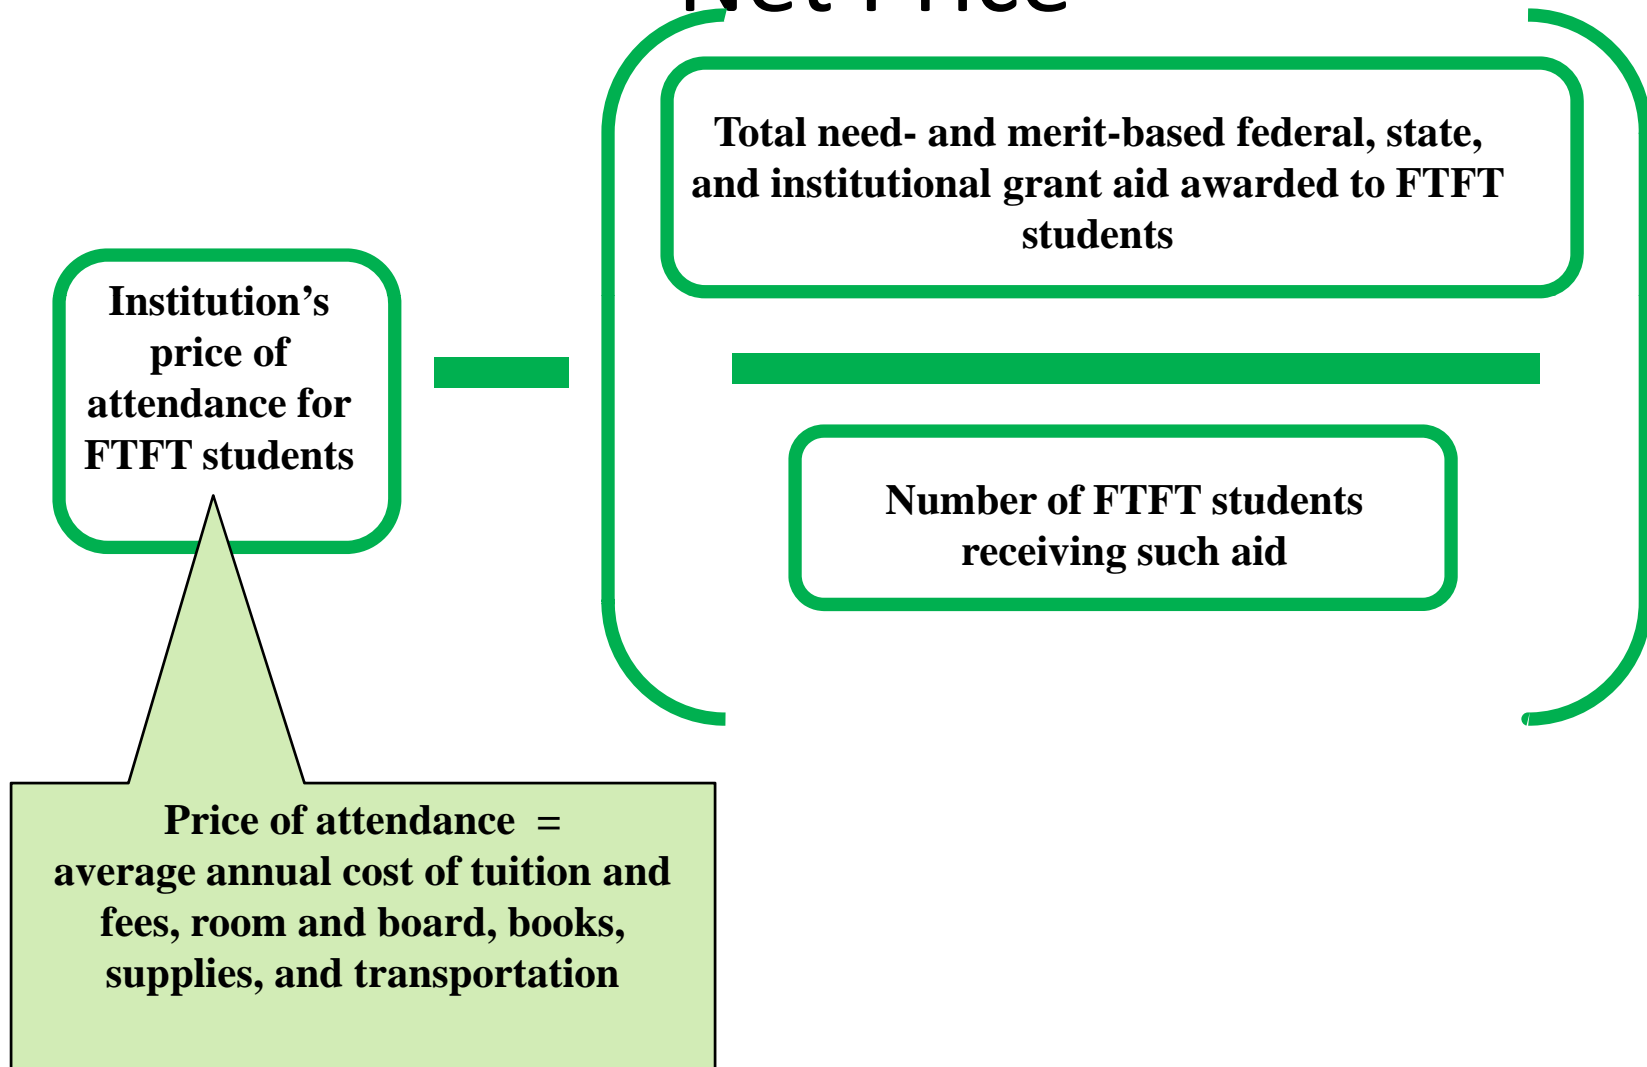 Net Price
Total need- and merit-based federal, state,
and institutional grant aid awarded to FTFT
students
Institution’s
price of
attendance for
FTFT students
Number of FTFT students
receiving such aid
Price of attendance =
average annual cost of tuition and
fees, room and board, books,
supplies, and transportation